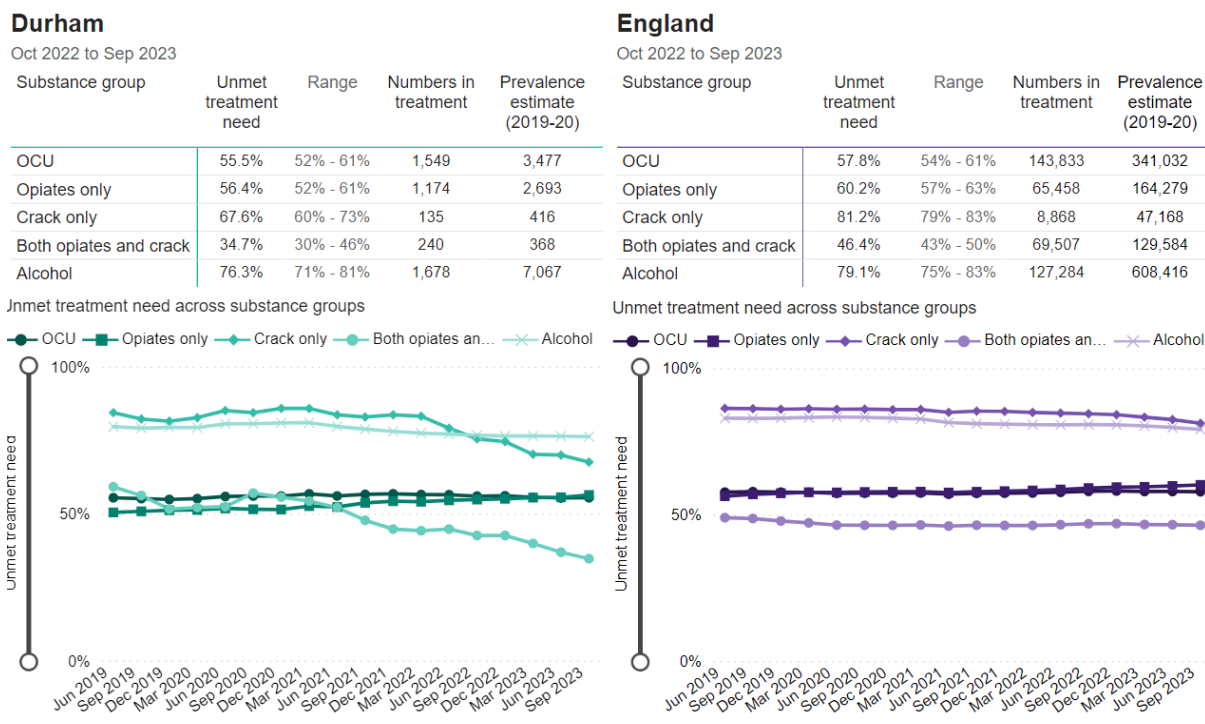 Durham
Oct 2022 to Sep 2023
Substance group Unmet treatment need Range Numbers in treatment Prevalence estimate (2019-20)
OCU 55.5% 52% - 61% 1,549 3,477
Opiates only 56.4% 52% - 61% 1,174 2,693
Crack only 67.6% 60% - 73% 135 416
Both opiates and crack 34.7% 30% - 46% 240 368
Alcohol 76.3% 71% - 81% 1,678 7,067
Unmet treatment need across substance groups
OCU Opiates only Crack only Both opiates an... Alcohol
100%
50%
0%
Unmet treatment need
Jun 2019 Sep 2019 Dec 2019 Mar 2020 Jun 2020 Sep 2020 Dec 2020 Mar 2021 Jun 2021 Sep 2021 Dec 2021 Mar 2022 Jun 2022 Sep 2022 Dec 2022 Mar 2023 Jun 2023 Sep 2023
England
Oct 2022 to Sep 2023
Substance group Unmet treatment need Range Numbers in treatment Prevalence estimate (2019-20)
OCU 57.8% 54% - 61% 143,833 341,032
Opiates only 60.2% 57% - 63% 65,458 164,279
Crack only 81.2% 79% - 83% 8,868 47,168
Both opiates and crack 46.4% 43% - 50% 69,507 129,584
Alcohol 79.1% 75% - 83% 127,284 608,416
Unmet treatment need across substance groups
OCU Opiates only Crack only Both opiates an... Alcohol
100%
50%
0%
Unmet treatment need
Jun 2019 Sep 2019 Dec 2019 Mar 2020 Jun 2020 Sep 2020 Dec 2020 Mar 2021 Jun 2021 Sep 2021 Dec 2021 Mar 2022 Jun 2022 Sep 2022 Dec 2022 Mar 2023 Jun 2023 Sep 2023